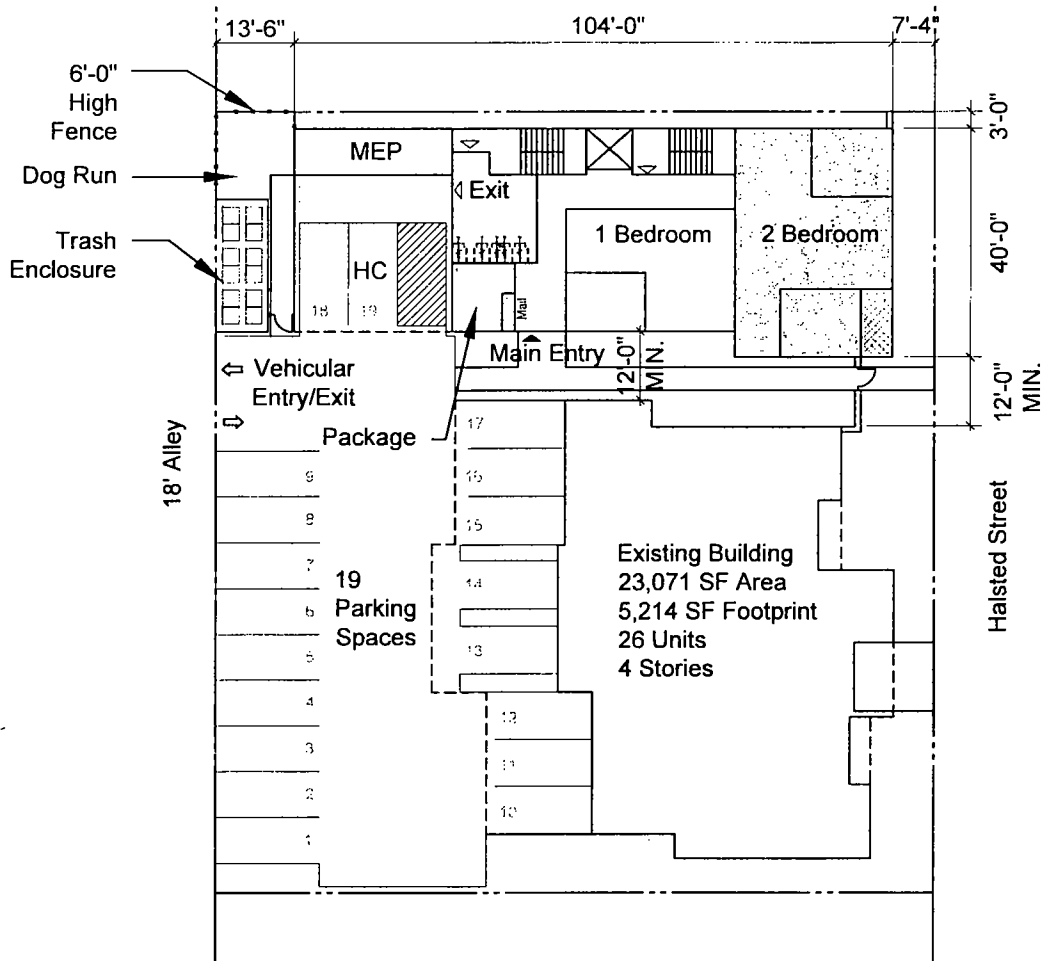 13'-6"
104'-0"
7'-4"
6'-0"
High
Fence
3'-0"
MEP
Dog Run
Exit
1 Bedroom
2 Bedroom
40'-0"
Trash
Enclosure
HC
18
19
Mail
Main Entry
12'-0"
MIN.
12'-0"
MIN.
Vehicular
Entry/Exit
Package
18' Alley
17
16
15
14
13
12
11
10
9
8
7
6
5
4
3
2
1
19
Parking
Spaces
Existing Building
23,071 SF Area
5,214 SF Footprint
26 Units
4 Stories
Halsted Street